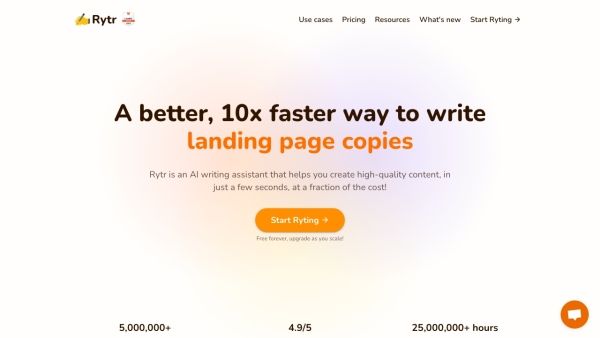 Rytr
Use cases
Pricing
Resources
What's new
Start Ryting →
A better, 10x faster way to write
landing page copies
Rytr is an AI writing assistant that helps you create high-quality content, in
just a few seconds, at a fraction of the cost!
Start Ryting →
Free forever, upgrade as you scale!
5,000,000+
4.9/5
25,000,000+ hours